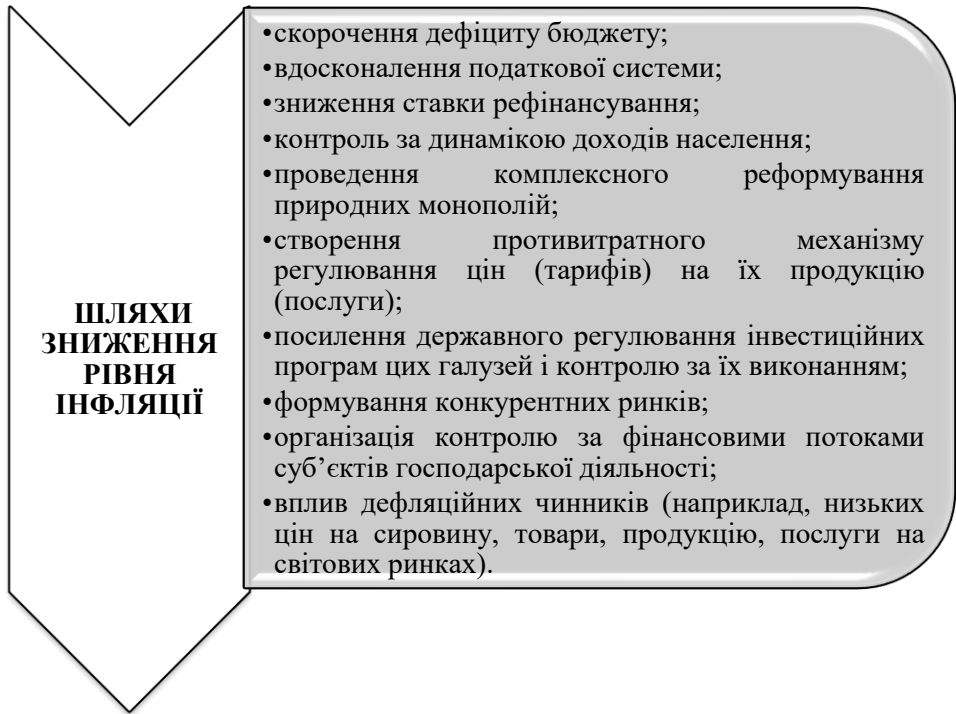 ШЛЯХИ
ЗНИЖЕННЯ
РІВНЯ
ІНФЛЯЦІЇ
•скорочення дефіциту бюджету;
•вдосконалення податкової системи;
•зниження ставки рефінансування;
•контроль за динамікою доходів населення;
•проведення комплексного реформування
природних монополій;
•створення противитратного механізму
регулювання цін (тарифів) на їх продукцію
(послуги);
•посилення державного регулювання інвестиційних
програм цих галузей і контролю за їх виконанням;
•формування конкурентних ринків;
•організація контролю за фінансовими потоками
суб’єктів господарської діяльності;
•вплив дефляційних чинників (наприклад, низьких
цін на сировину, товари, продукцію, послуги на
світових ринках).